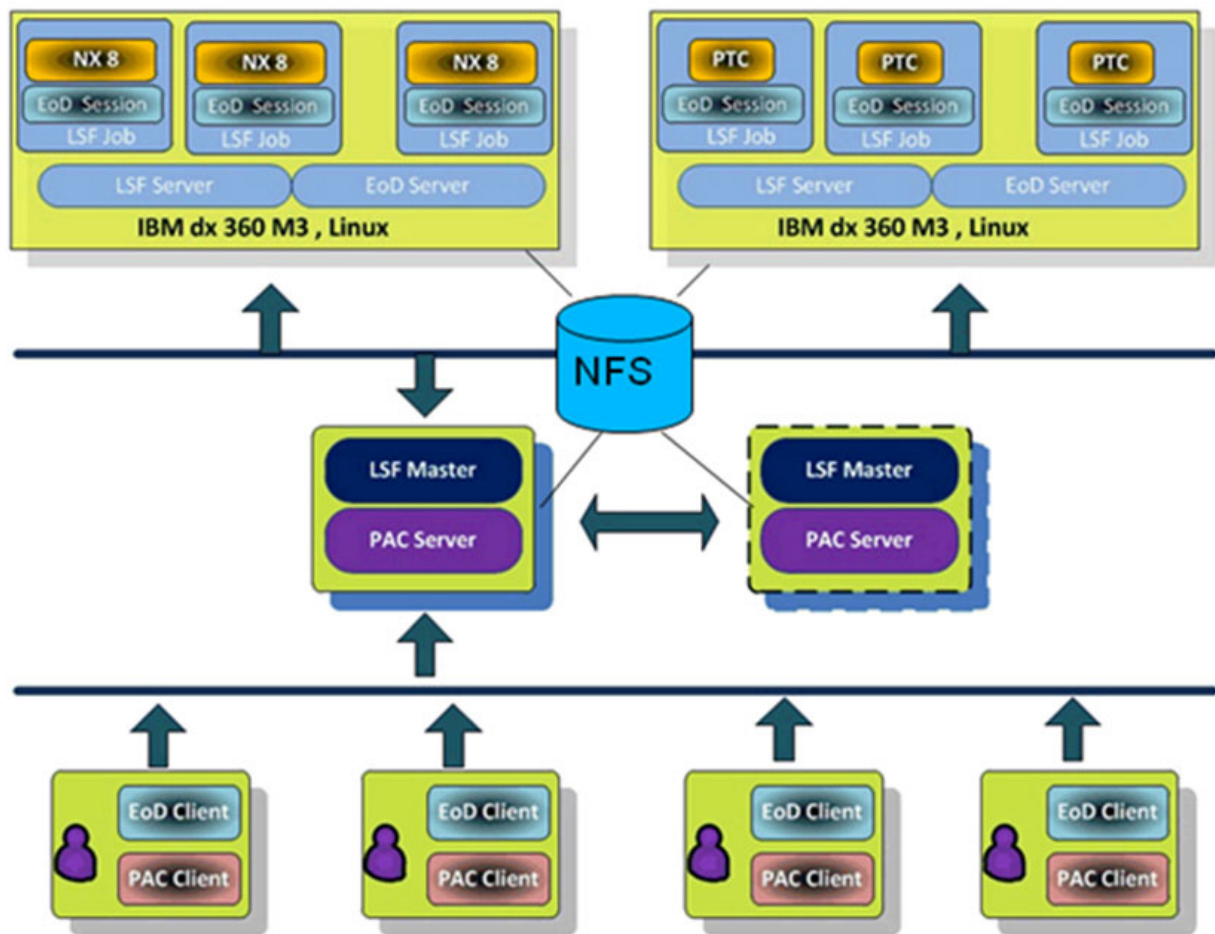 NX 8
NX 8
NX 8
EoD Session
EoD Session
EoD Session
LSF Job
LSF Job
LSF Job
LSF Server
EoD Server
IBM dx 360 M3 , Linux
PTC
PTC
PTC
EoD Session
EoD Session
EoD Session
LSF Job
LSF Job
LSF Job
LSF Server
EoD Server
IBM dx 360 M3 , Linux
NFS
LSF Master
PAC Server
LSF Master
PAC Server
EoD Client
PAC Client
EoD Client
PAC Client
EoD Client
PAC Client
EoD Client
PAC Client